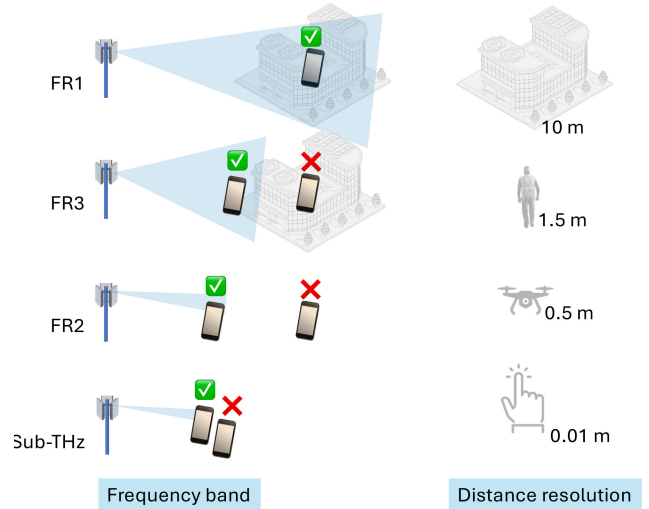 FR1
10 m
FR3
1.5 m
FR2
0.5 m
Sub-THz
0.01 m
Frequency band
Distance resolution